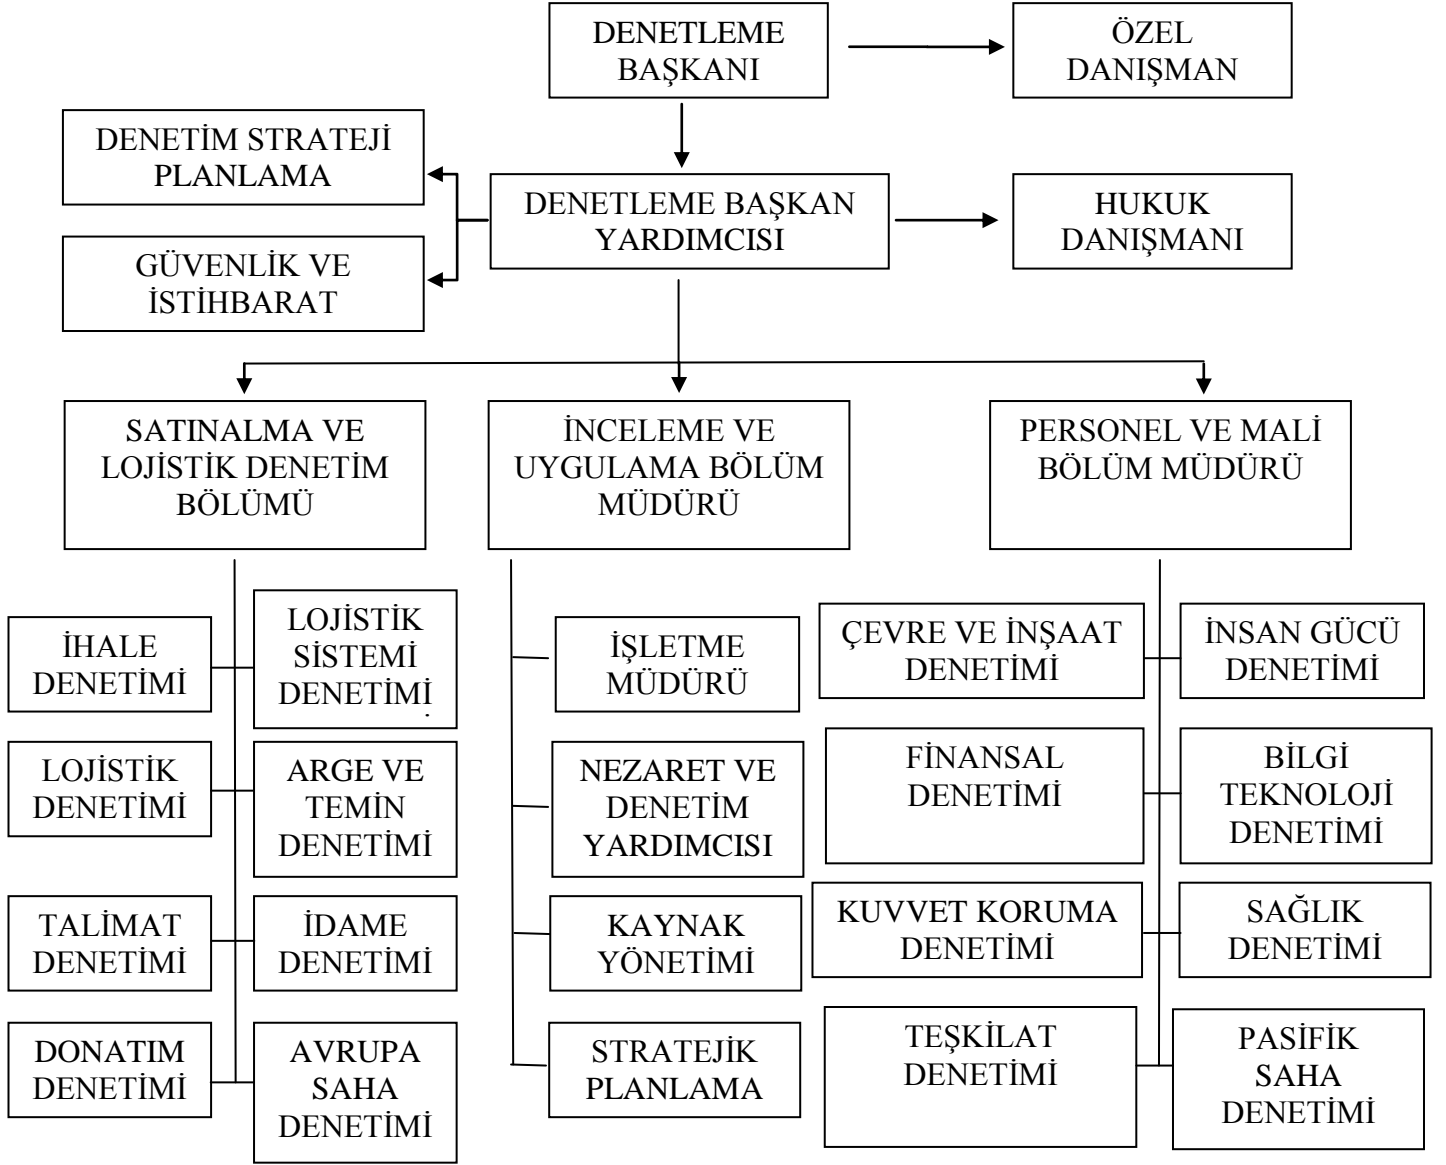 DENETLEME
BAŞKANI
ÖZEL
DANIŞMAN
DENETİM STRATEJİ
PLANLAMA
DENETLEME BAŞKAN
YARDIMCISI
HUKUK
DANIŞMANI
GÜVENLİK VE
İSTİHBARAT
SATINALMA VE
LOJİSTİK DENETİM
BÖLÜMÜ
İNCELEME VE
UYGULAMA BÖLÜM
MÜDÜRÜ
PERSONEL VE MALİ
BÖLÜM MÜDÜRÜ
İHALE
DENETİMİ
LOJİSTİK
SİSTEMİ
DENETİMİ
İŞLETME
MÜDÜRÜ
ÇEVRE VE İNŞAAT
DENETİMİ
İNSAN GÜCÜ
DENETİMİ
LOJİSTİK
DENETİMİ
ARGE VE
TEMİN
DENETİMİ
NEZARET VE
DENETİM
YARDIMCISI
FİNANSAL
DENETİMİ
BİLGİ
TEKNOLOJİ
DENETİMİ
TALİMAT
DENETİMİ
İDAME
DENETİMİ
KAYNAK
YÖNETİMİ
KUVVET KORUMA
DENETİMİ
SAĞLIK
DENETİMİ
DONATIM
DENETİMİ
AVRUPA
SAHA
DENETİMİ
STRATEJİK
PLANLAMA
TEŞKİLAT
DENETİMİ
PASİFİK
SAHA
DENETİMİ